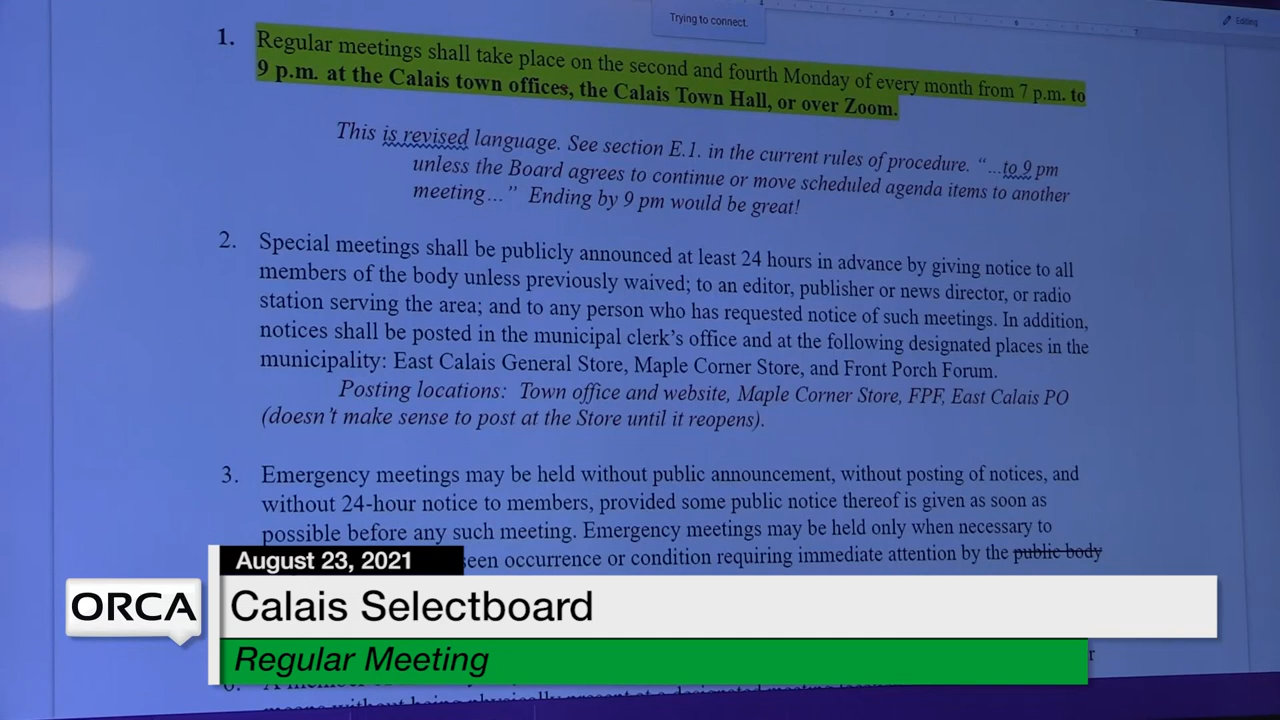 Trying to connect.
Editing
1. Regular meetings shall take place on the second and fourth Monday of every month from 7 p.m. to
9 p.m. at the Calais town offices, the Calais Town Hall, or over Zoom.
This is revised language. See section E.1. in the current rules of procedure. “…to 9 pm
unless the Board agrees to continue or move scheduled agenda items to another
meeting…” Ending by 9 pm would be great!
2. Special meetings shall be publicly announced at least 24 hours in advance by giving notice to all
members of the body unless previously waived; to an editor, publisher or news director, or radio
station serving the area; and to any person who has requested notice of such meetings. In addition,
notices shall be posted in the municipal clerk’s office and at the following designated places in the
municipality: East Calais General Store, Maple Corner Store, and Front Porch Forum.
Posting locations: Town office and website, Maple Corner Store, FPF, East Calais PO
(doesn’t make sense to post at the Store until it reopens).
3. Emergency meetings may be held without public announcement, without posting of notices, and
without 24-hour notice to members, provided some public notice thereof is given as soon as
possible before any such meeting. Emergency meetings may be held only when necessary to
seen occurrence or condition requiring immediate attention by the public body
August 23, 2021
ORCA
Calais Selectboard
Regular Meeting